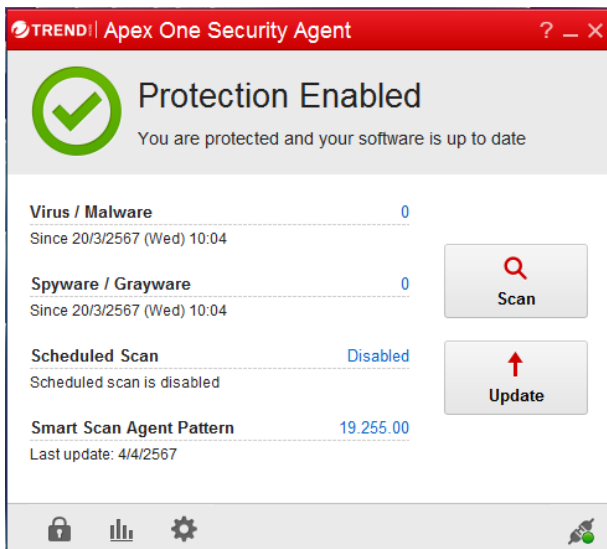 TREND | Apex One Security Agent ? _ ×
Protection Enabled
You are protected and your software is up to date
Virus / Malware 0
Since 20/3/2567 (Wed) 10:04
Spyware / Grayware 0
Since 20/3/2567 (Wed) 10:04
Scan
Scheduled Scan Disabled
Scheduled scan is disabled
Update
Smart Scan Agent Pattern 19.255.00
Last update: 4/4/2567